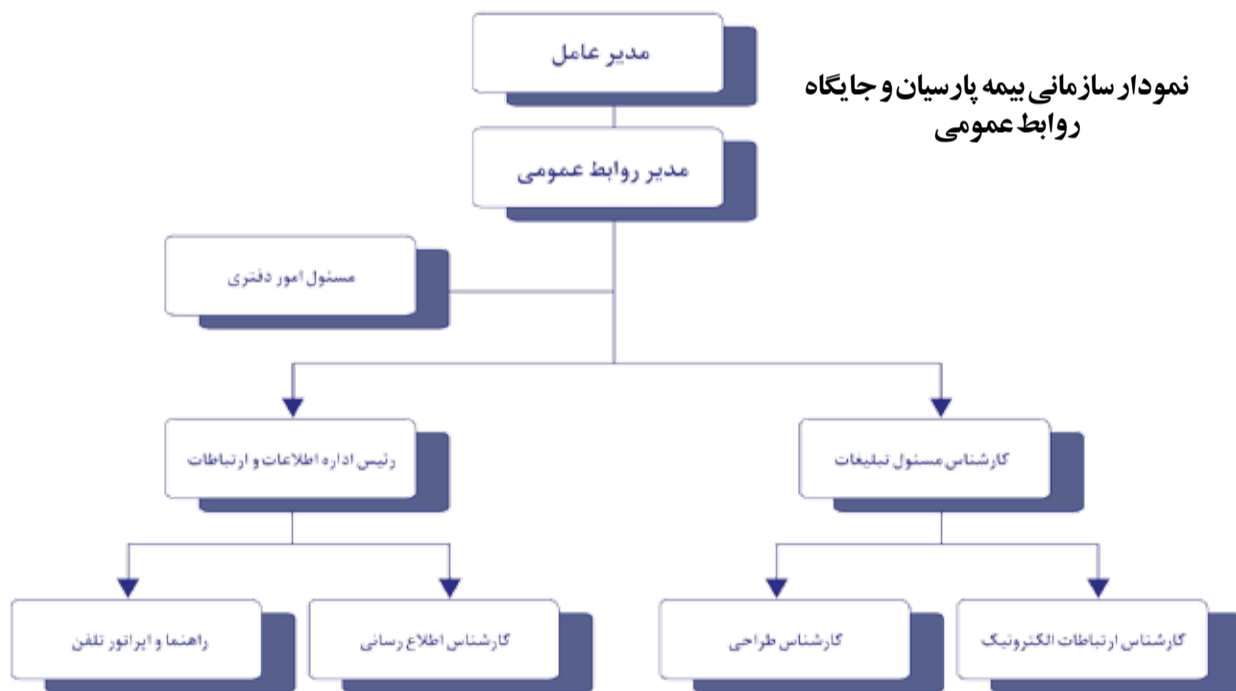 نمودار سازمانی بیمه پارسیان و جایگاه
روابط عمومی
مدیر عامل
مدیر روابط عمومی
مسئول امور دفتری
کارشناس مسئول تبلیغات
رئیس اداره اطلاعات و ارتباطات
کارشناس ارتباطات الکترونیک
کارشناس طراحی
کارشناس اطلاع رسانی
راهنما و اپراتور تلفن